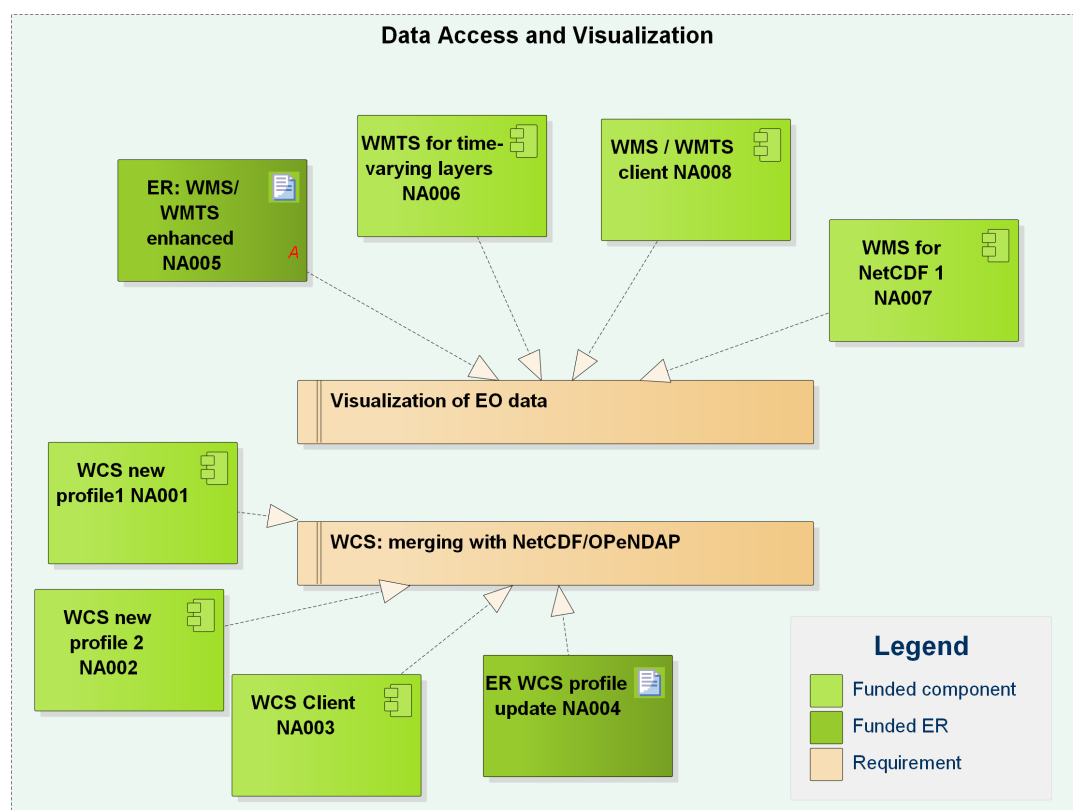 Data Access and Visualization
ER: WMS/
WMTS
enhanced
NA005
A
WMTS for time-
varying layers
NA006
WMS / WMTS
client NA008
WMS for
NetCDF 1
NA007
Visualization of EO data
WCS new
profile1 NA001
WCS: merging with NetCDF/OPeNDAP
WCS new
profile 2
NA002
WCS Client
NA003
ER WCS profile
update NA004
Legend
Funded component
Funded ER
Requirement